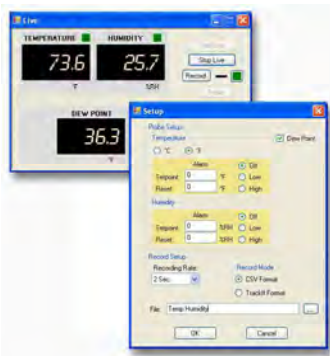 Live
TEMPERATURE HUMIDITY
73.6 25.7
°F %RH
Stop Live
Record
DEW POINT
36.3
°F
Setup
Probe Setup
Temperature
Dew Point
°C °F
Alarm Off
Setpoint 0 °F Low
Reset 0 °F High
Humidity
Alarm Off
Setpoint 0 %RH Low
Reset 0 %RH High
Record Setup
Recording Rate: Record Mode
2 Sec. CSV Format
TrackIt Format
File: Temp Humidity ...
OK Cancel